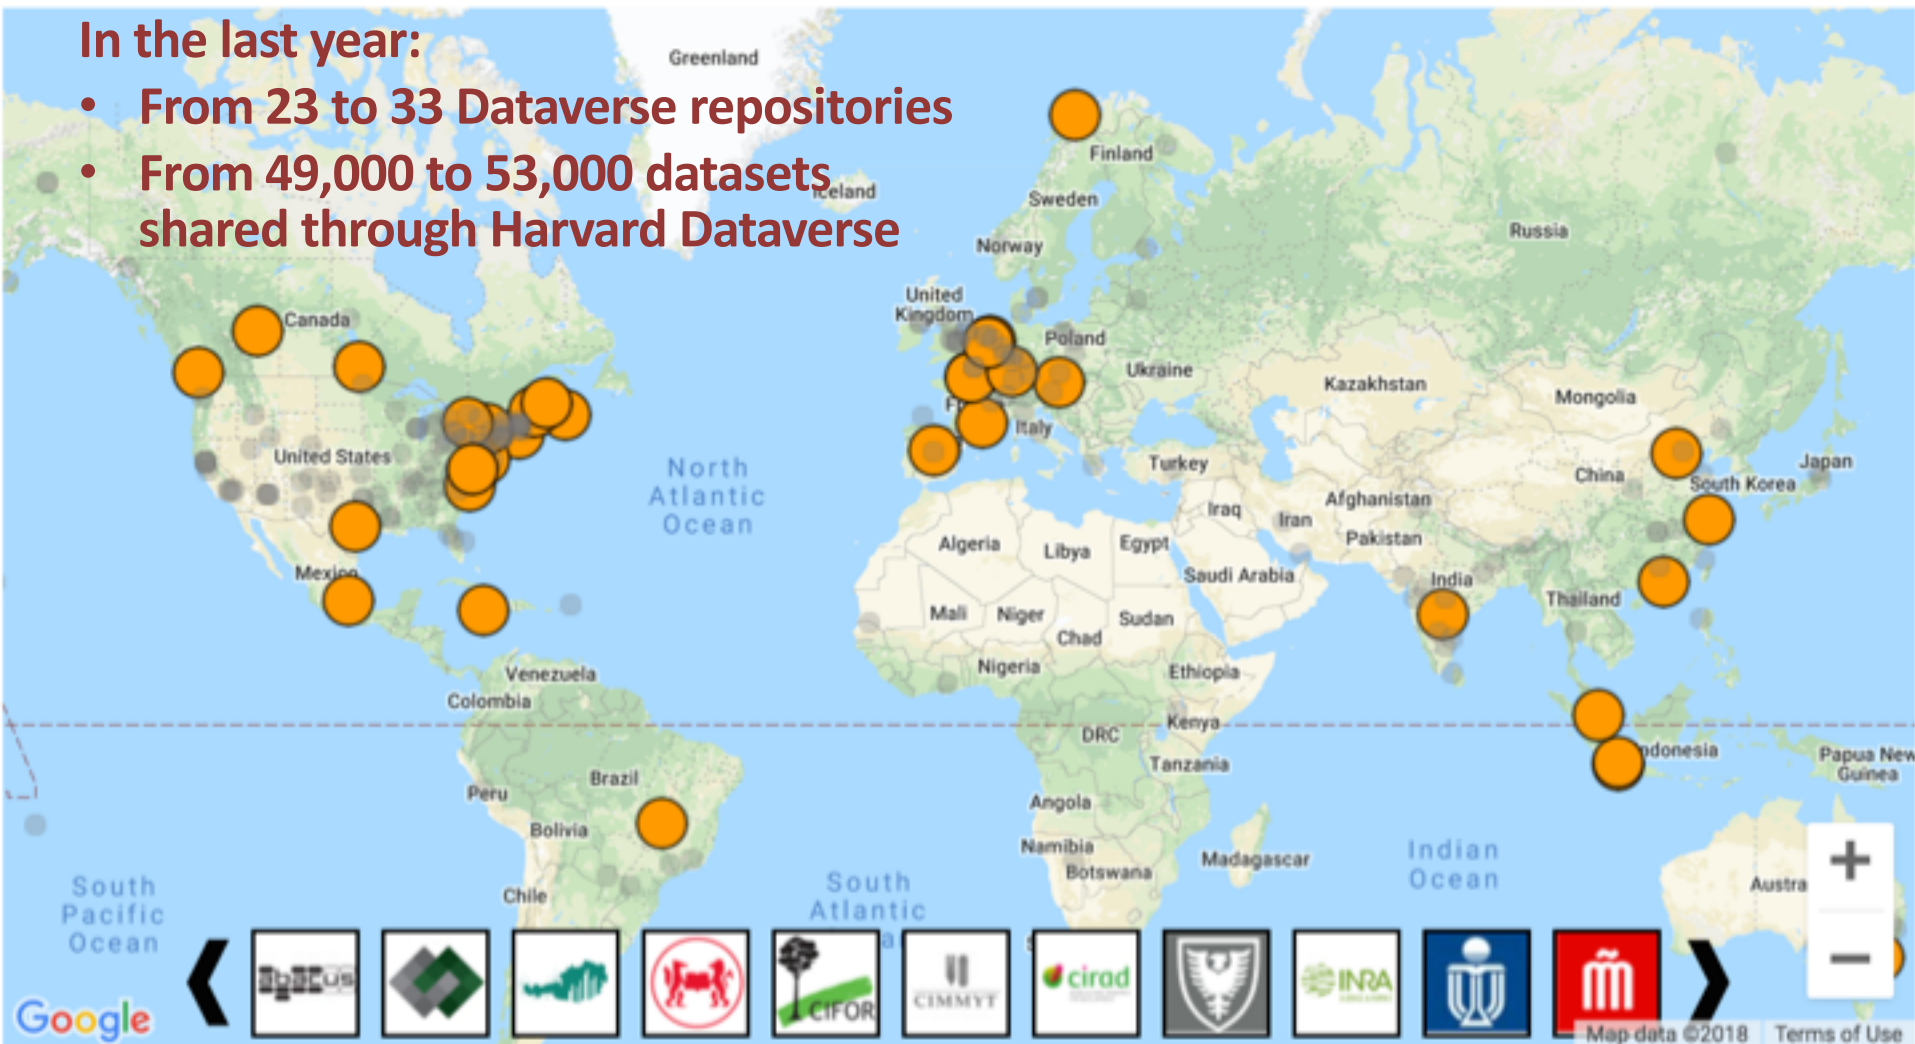 In the last year:
• From 23 to 33 Dataverse repositories
• From 49,000 to 53,000 datasets
shared through Harvard Dataverse
Greenland
Iceland
Finland
Sweden
Norway
Russia
United
Kingdom
Poland
Ukraine
Kazakhstan
Mongolia
Canada
United States
Mexico
North
Atlantic
Ocean
Italy
Turkey
China
Japan
South Korea
Iraq
Iran
Afghanistan
Pakistan
Algeria
Libya
Egypt
Saudi Arabia
India
Thailand
Mali
Niger
Chad
Sudan
Nigeria
Ethiopia
Venezuela
Colombia
DRC
Kenya
Tanzania
ndonesia
Papua New
Guinea
Brazil
Peru
Bolivia
Angola
Namibia
Botswana
Madagascar
Indian
Ocean
Austra
South
Pacific
Ocean
Chile
South
Atlantic
abacus
CIFOR
CIMMYT
cirad
INRA
Google
Map data ©2018
Terms of Use